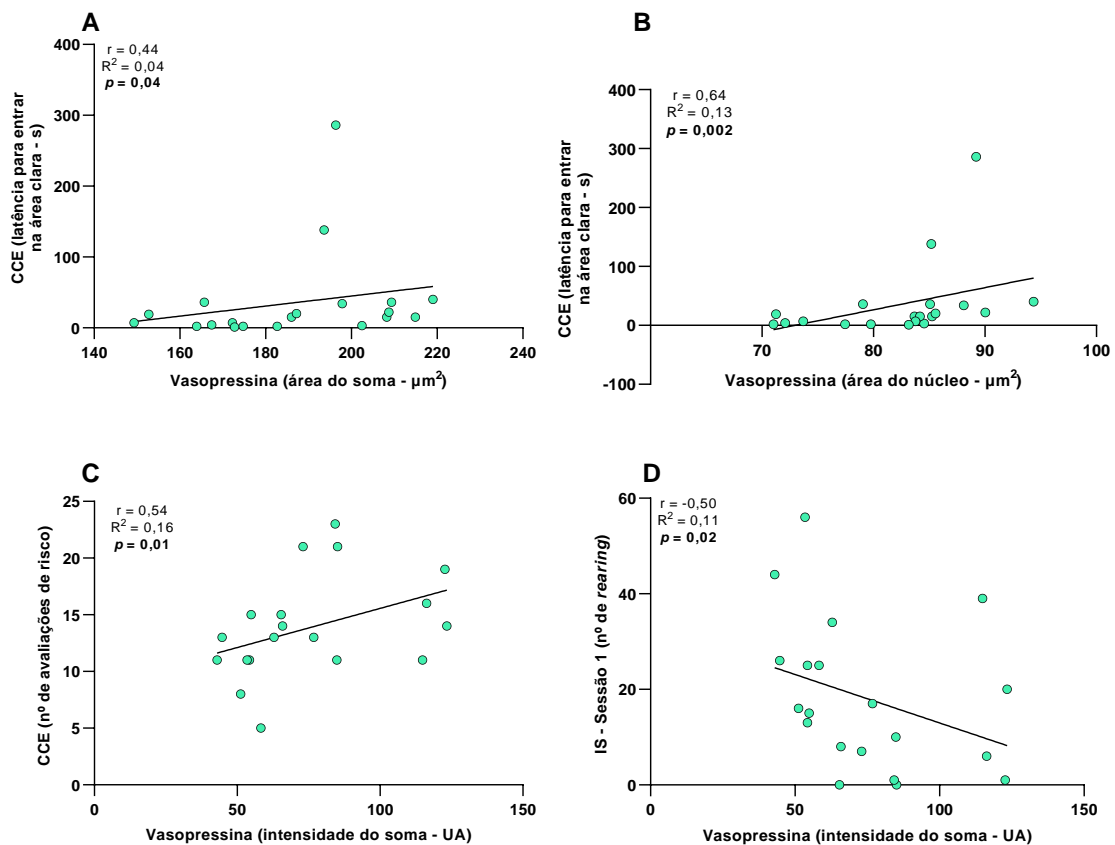 A
r = 0,44
R² = 0,04
p = 0,04
CCE (latência para entrar
na área clara - s)
400
300
200
100
0
140 160 180 200 220 240
Vasopressina (área do soma - µm²)
B
r = 0,64
R² = 0,13
p = 0,002
CCE (latência para entrar
na área clara - s)
400
300
200
100
0
-100
70 80 90 100
Vasopressina (área do núcleo - µm²)
C
r = 0,54
R² = 0,16
p = 0,01
CCE (nº de avaliações de risco)
25
20
15
10
5
0
0 50 100 150
Vasopressina (intensidade do soma - UA)
D
r = -0,50
R² = 0,11
p = 0,02
IS - Sessão 1 (nº de rearing)
60
40
20
0
0 50 100 150
Vasopressina (intensidade do soma - UA)